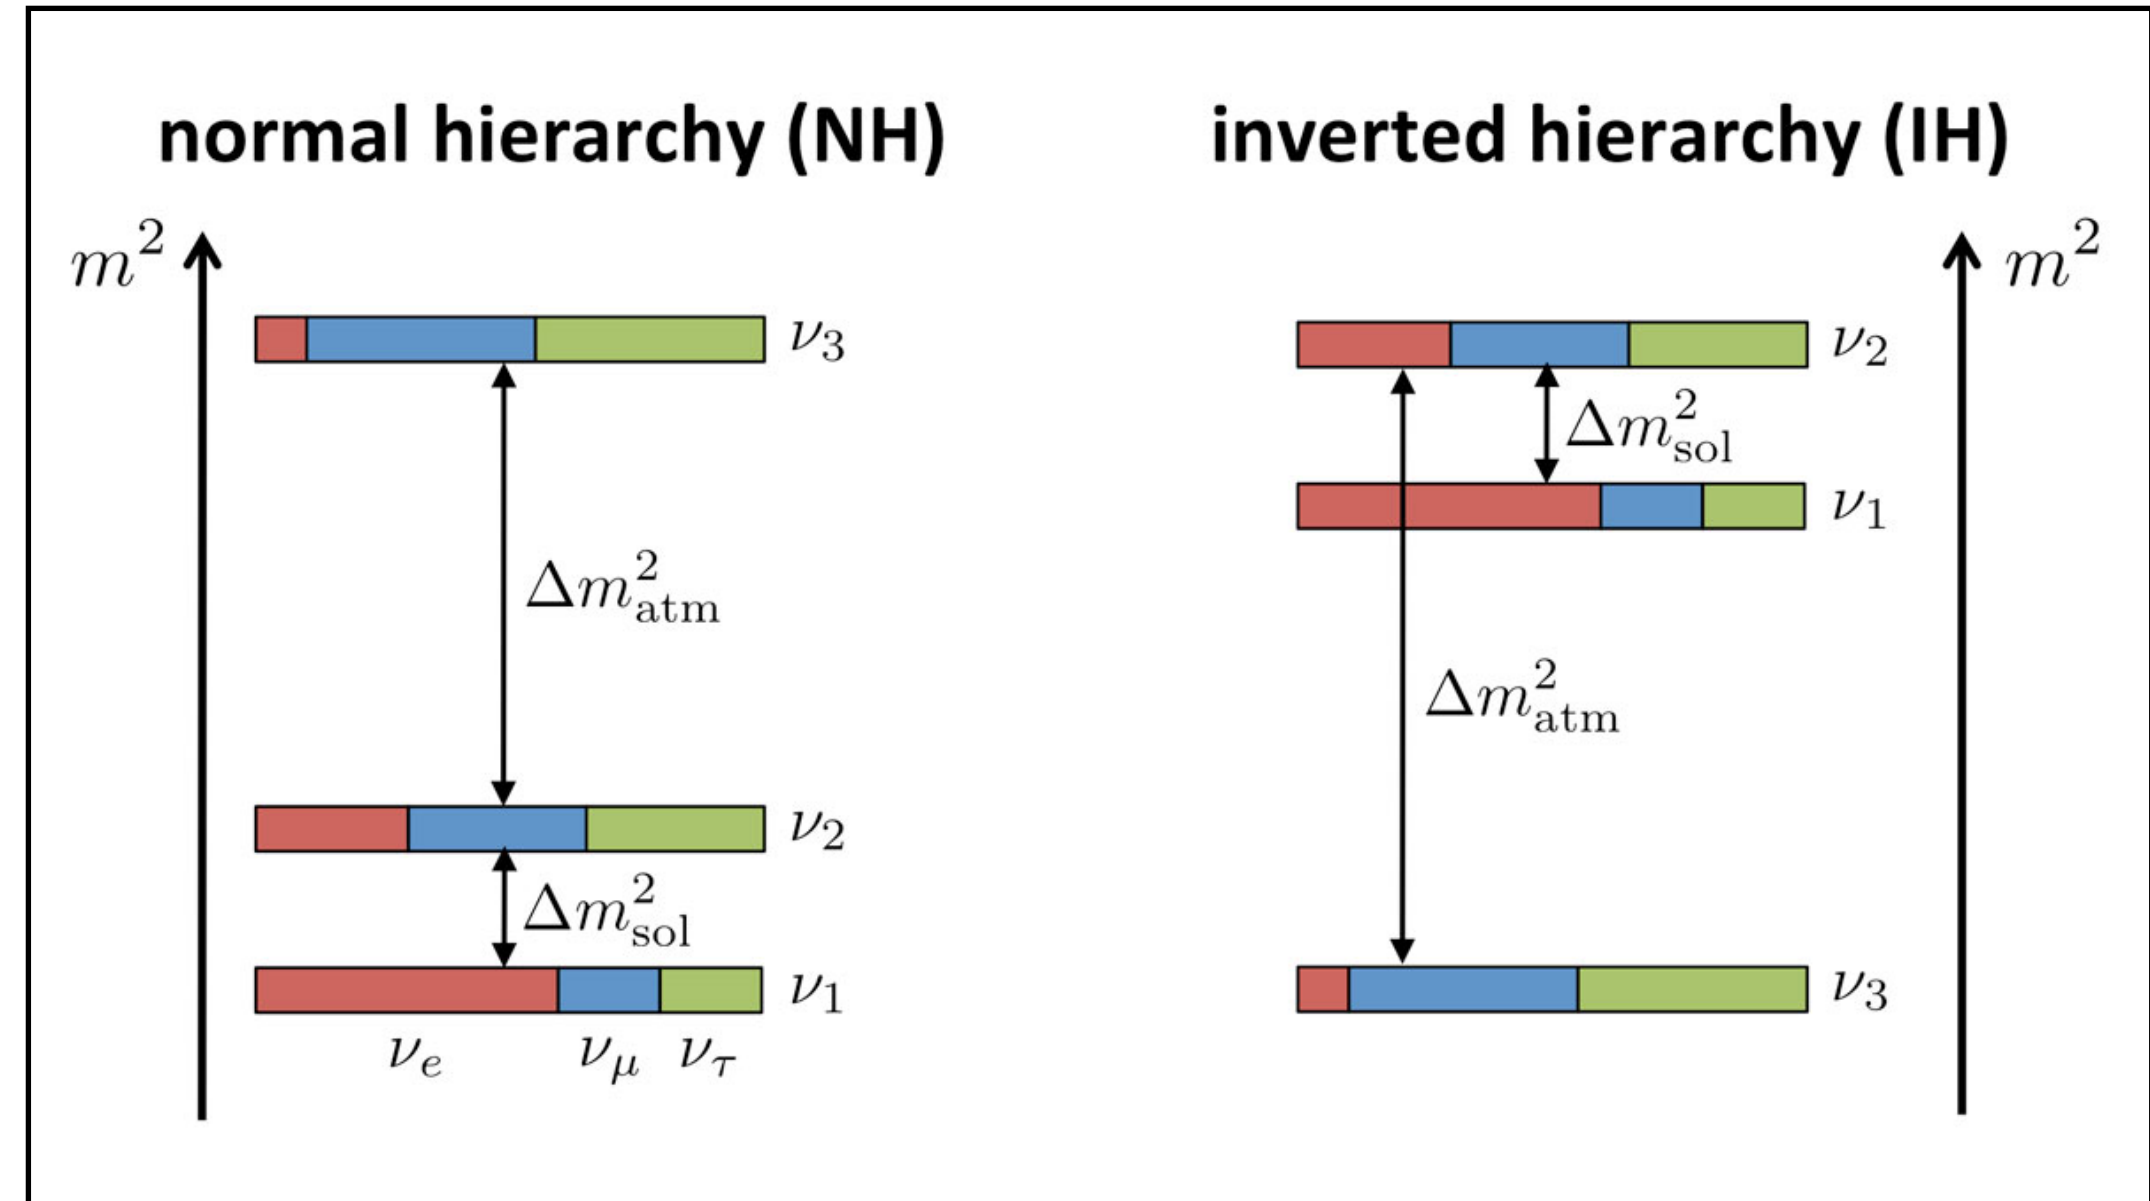 normal hierarchy (NH)
inverted hierarchy (IH)
m²
ν₃
Δm²atm
ν₂
Δm²sol
ν₁
νe νμ ντ
m²
ν₂
Δm²sol
ν₁
Δm²atm
ν₃